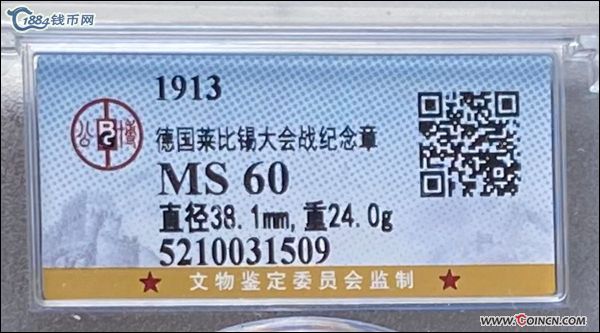 1884钱币网
1913
公 博
德国莱比锡大会战纪念章
MS 60
直径38.1mm,重24.0g
5210031509
★ 文物鉴定委员会监制 ★
WWW.COINCN.COM